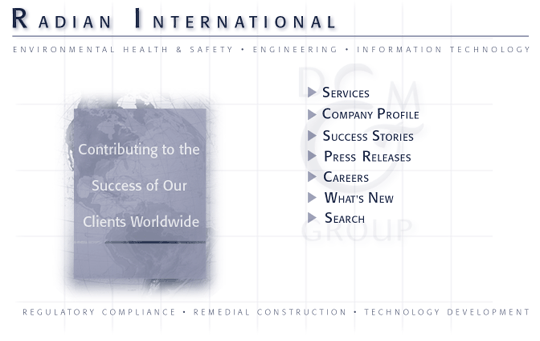 RADIAN INTERNATIONAL
ENVIRONMENTAL HEALTH & SAFETY • ENGINEERING • INFORMATION TECHNOLOGY
DCM
G
GROUP
SERVICES
COMPANY PROFILE
SUCCESS STORIES
PRESS RELEASES
CAREERS
WHAT'S NEW
SEARCH
Contributing to the
Success of Our
Clients Worldwide
REGULATORY COMPLIANCE • REMEDIAL CONSTRUCTION • TECHNOLOGY DEVELOPMENT